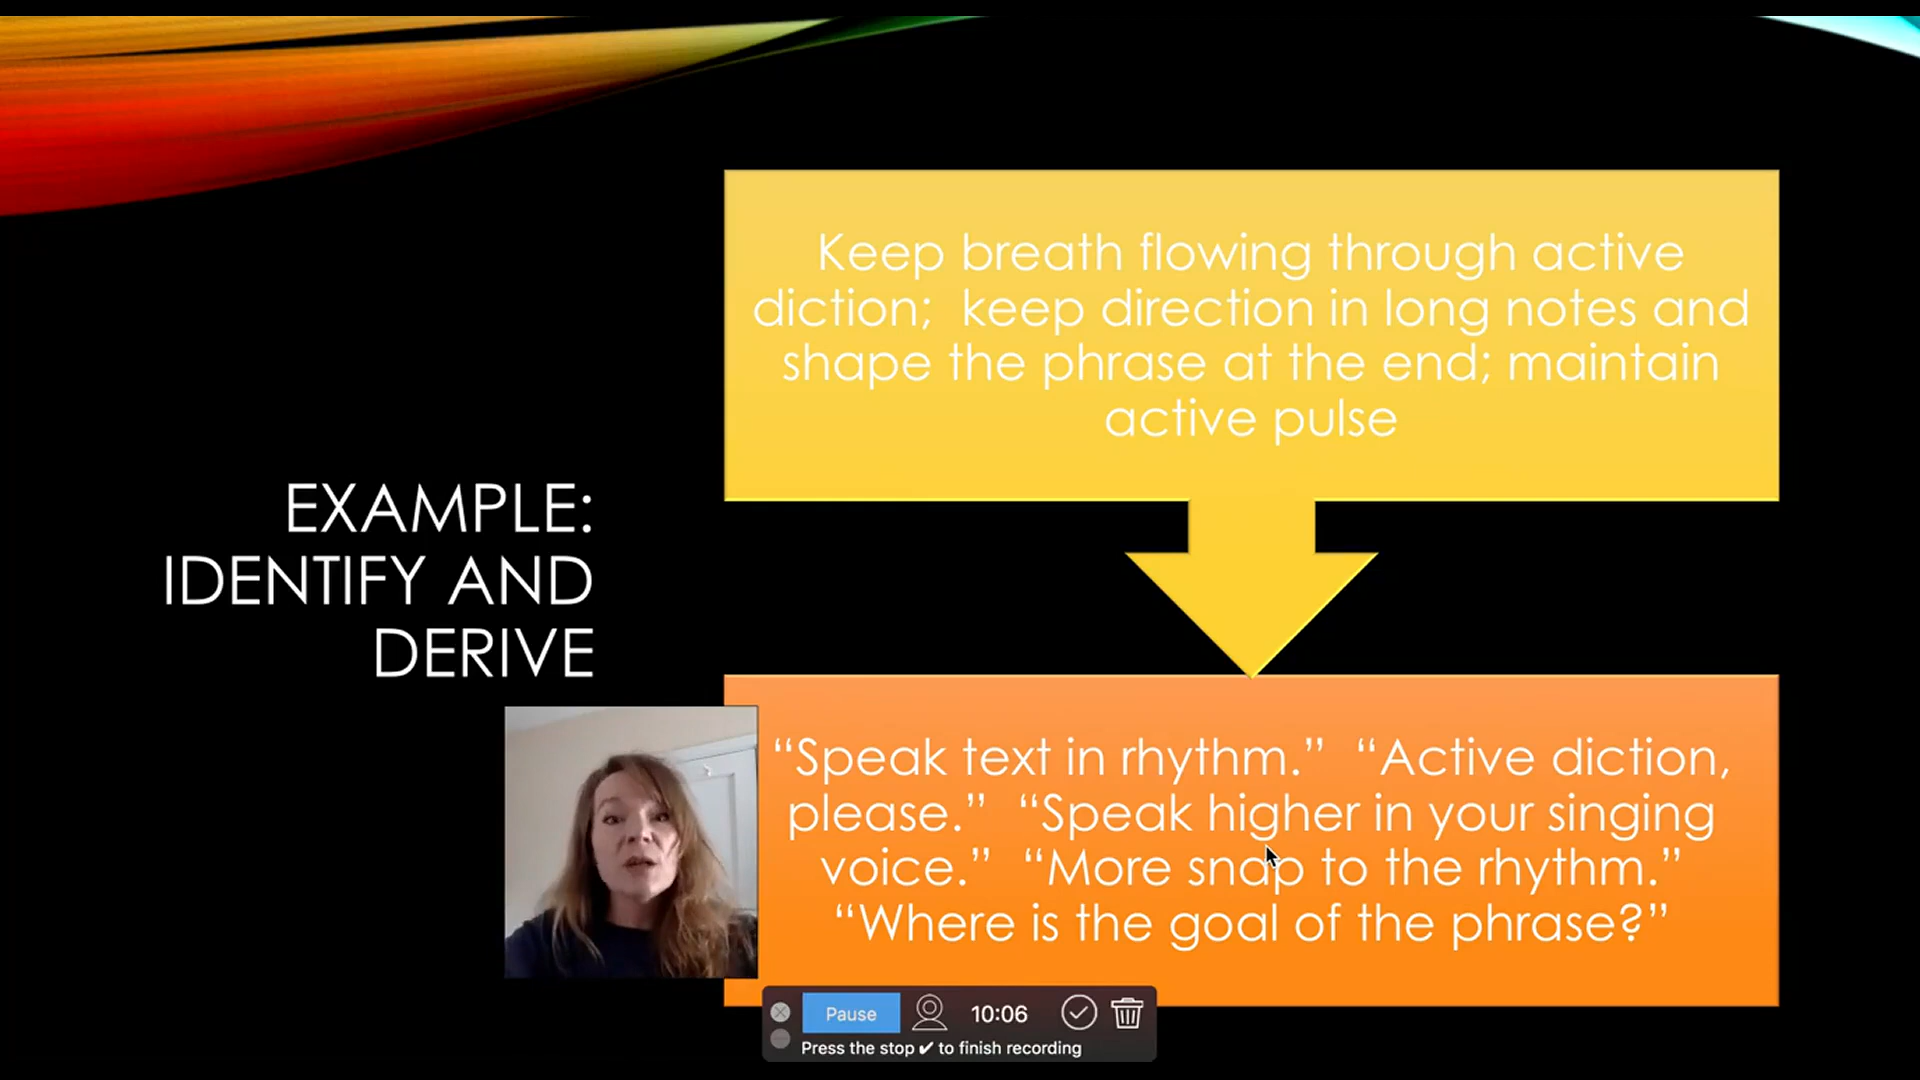 Keep breath flowing through active
diction;  keep direction in long notes and
shape the phrase at the end; maintain
active pulse
EXAMPLE:
IDENTIFY AND
DERIVE
“Speak text in rhythm.”  “Active diction,
please.”  “Speak higher in your singing
voice.”  “More snap to the rhythm.”
“Where is the goal of the phrase?”
Pause
10:06
Press the stop ✔ to finish recording